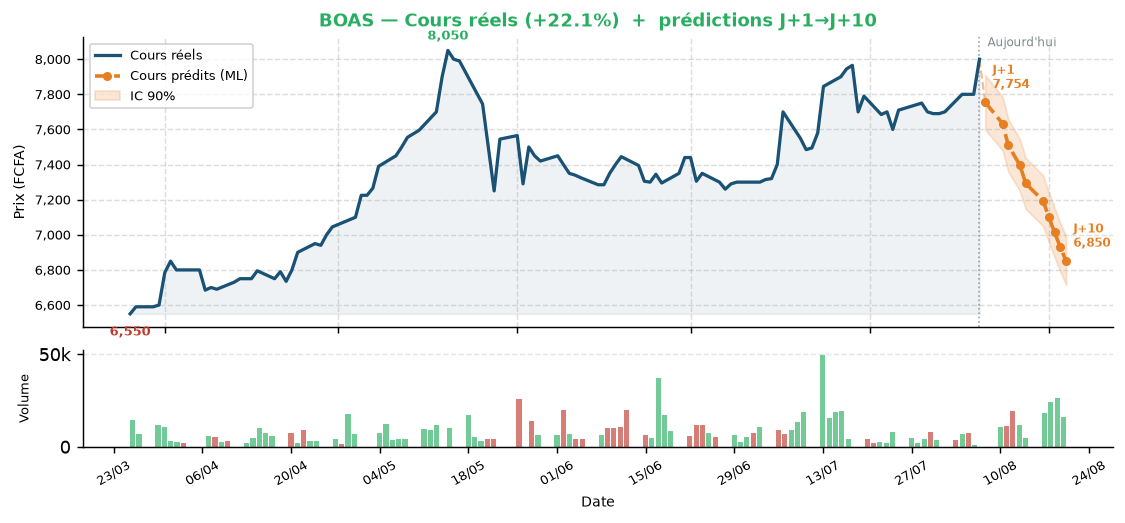 BOAS — Cours réels (+22.1%)  +  prédictions J+1→J+10
8,050
Aujourd'hui
Cours réels
Cours prédits (ML)
IC 90%
J+1
7,754
J+10
6,850
6,550
Prix (FCFA)
8,000
7,800
7,600
7,400
7,200
7,000
6,800
6,600
Volume
50k
0
23/03
06/04
20/04
04/05
18/05
01/06
15/06
29/06
13/07
27/07
10/08
24/08
Date